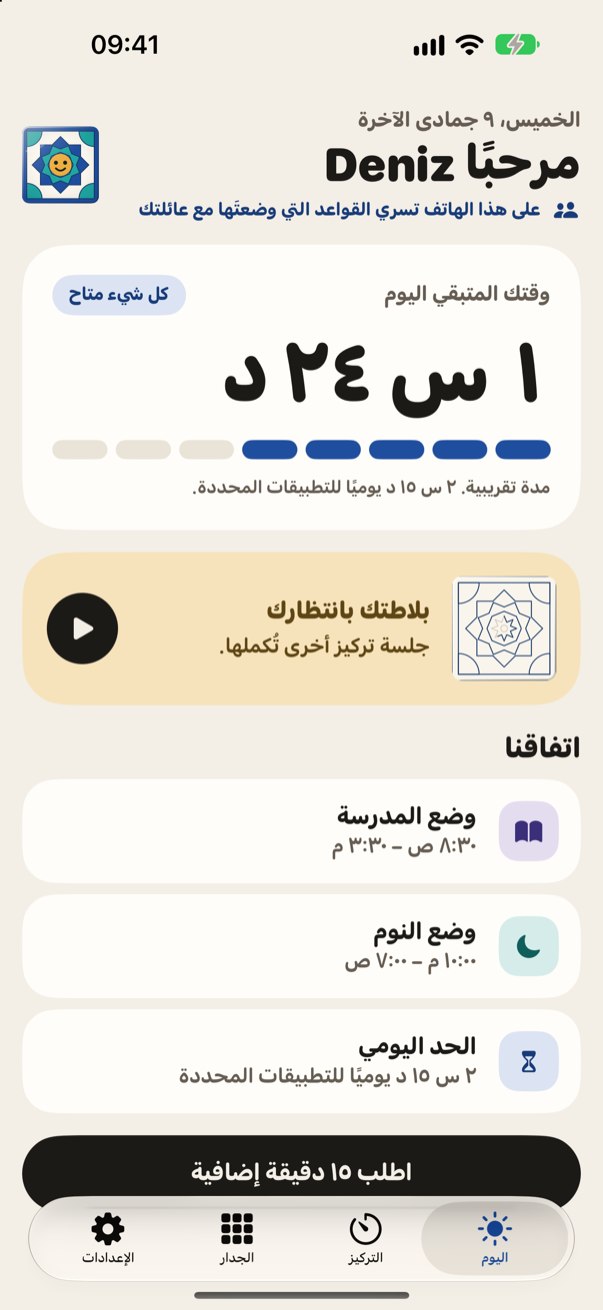 09:41
الخميس، ٩ جمادى الآخرة
مرحبًا Deniz
على هذا الهاتف تسري القواعد التي وضعتَها مع عائلتك
وقتك المتبقي اليوم
كل شيء متاح
١ س ٢٤ د
مدة تقريبية. ٢ س ١٥ د يوميًا للتطبيقات المحددة.
بلاطتك بانتظارك
جلسة تركيز أخرى تُكملها.
اتفاقنا
وضع المدرسة
٨:٣٠ ص – ٣:٣٠ م
وضع النوم
١٠:٠٠ م – ٧:٠٠ ص
الحد اليومي
٢ س ١٥ د يوميًا للتطبيقات المحددة
اطلب ١٥ دقيقة إضافية
اليوم
التركيز
الجدار
الإعدادات